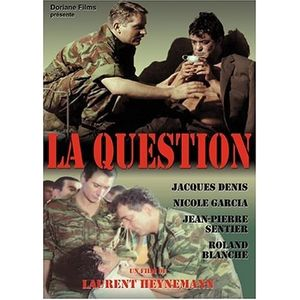 Doriane Films
présente
LA QUESTION
JACQUES DENIS
NICOLE GARCIA
JEAN-PIERRE
SENTIER
ROLAND
BLANCHE
UN FILM DE
LAURENT HEYNEMANN